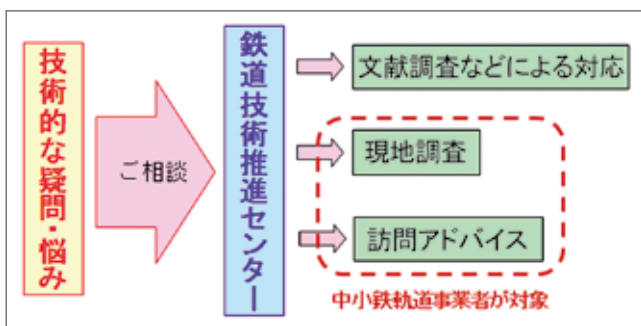 技術的な疑問・悩み
ご相談
鉄道技術推進センター
文献調査などによる対応
現地調査
訪問アドバイス
中小鉄軌道事業者が対象